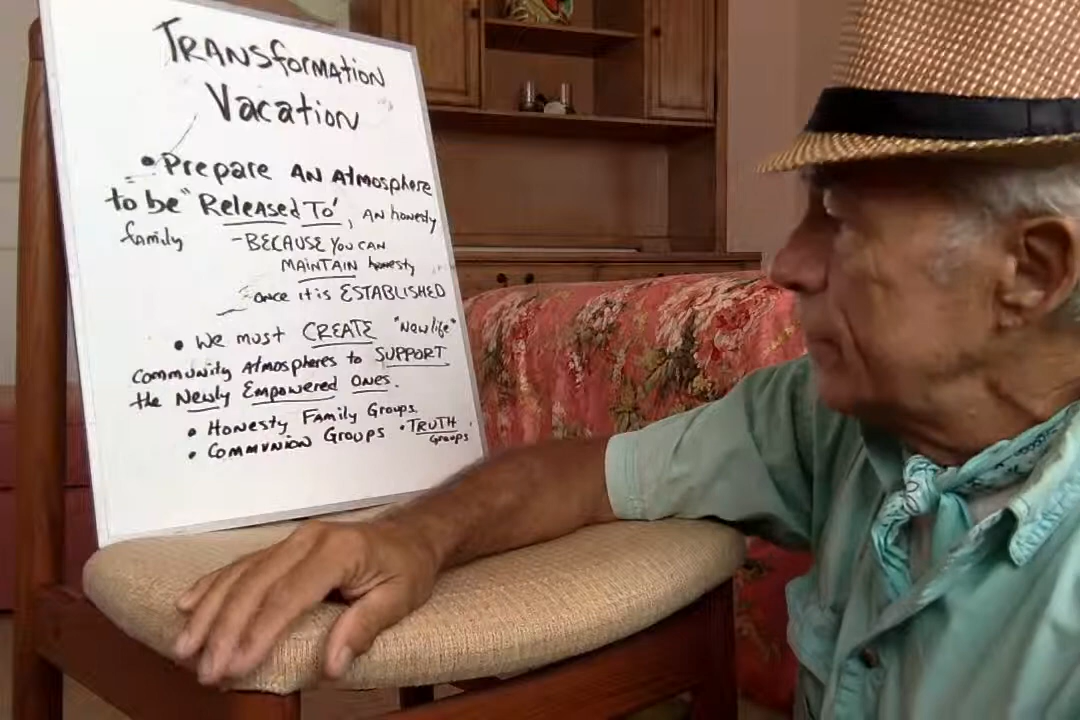 TRANSformATiON
VacatioN
• Prepare AN Atmosphere
to be "Released To', AN honesty
family -BECAUSE YOU CAN
MAINTAIN honesty
once it is ESTABLISHED
• We must CREATE "New life"
Community Atmospheres to SUPPORT
the Newly Empowered Ones.
• Honesty Family Groups.
• CommUNioN Groups • TRUTH
Groups